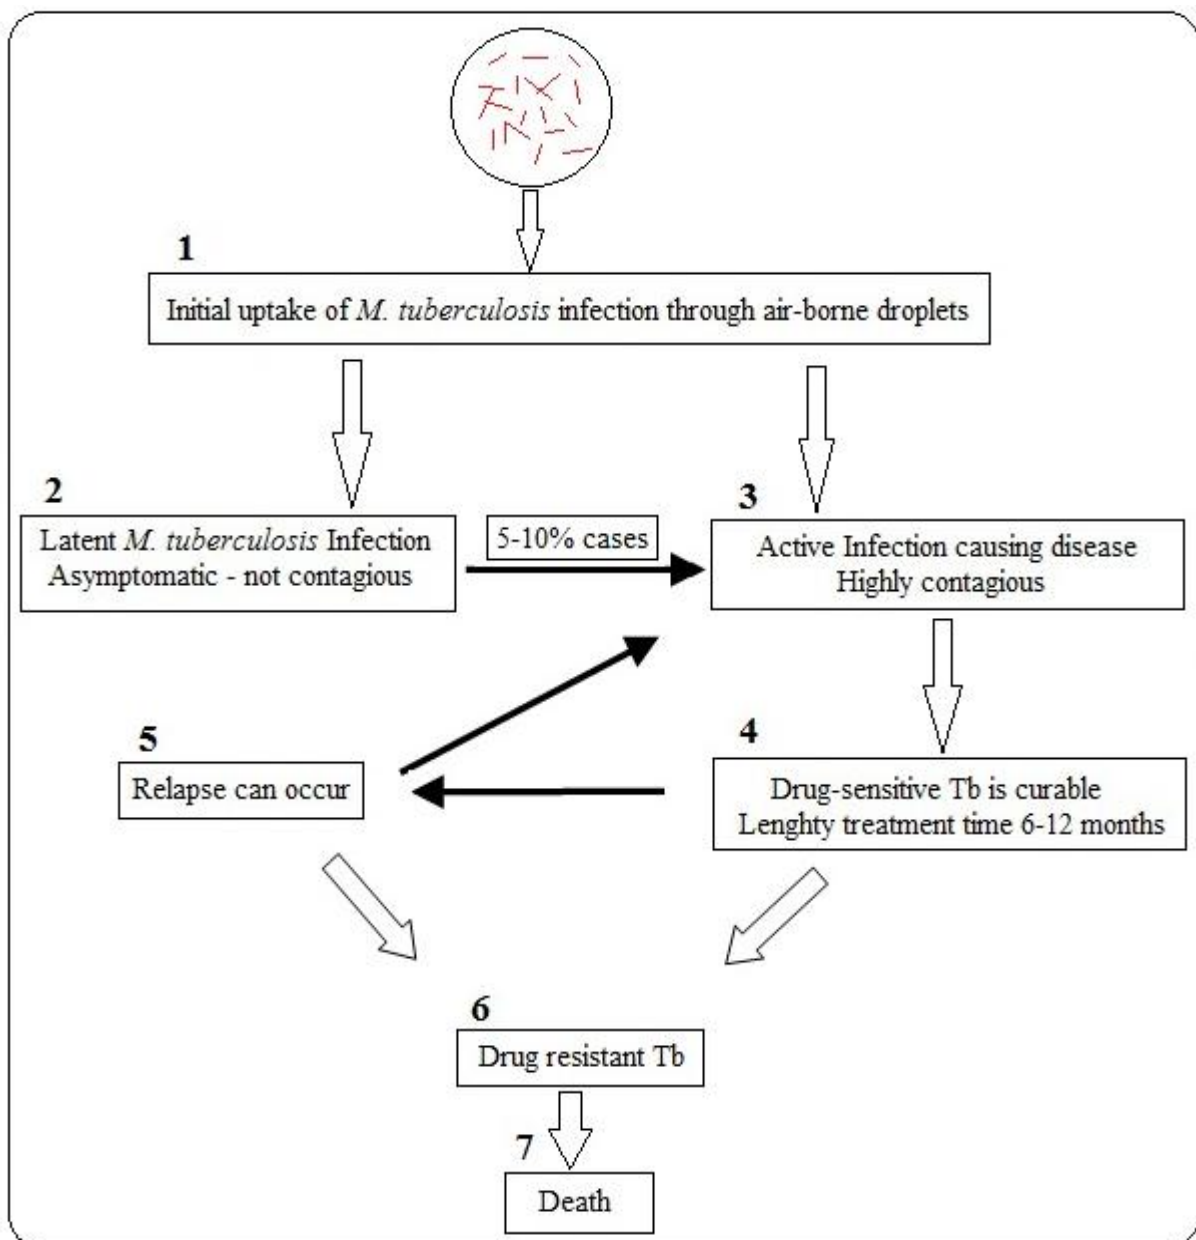 1
Initial uptake of M. tuberculosis infection through air-borne droplets
2
Latent M. tuberculosis Infection
Asymptomatic - not contagious
5-10% cases
3
Active Infection causing disease
Highly contagious
5
Relapse can occur
4
Drug-sensitive Tb is curable
Lenghty treatment time 6-12 months
6
Drug resistant Tb
7
Death